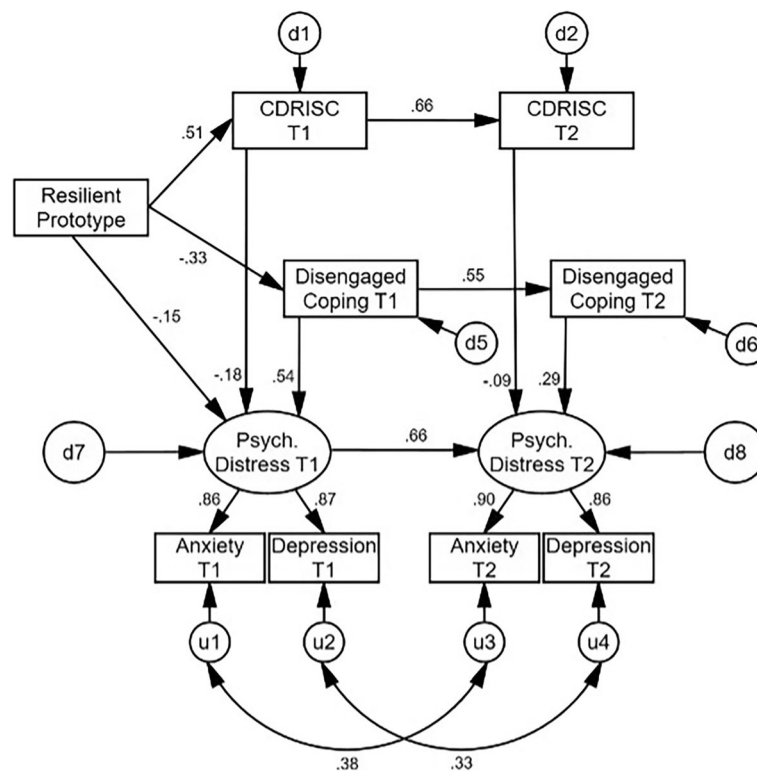 d1
d2
CDRISC
T1
.66
CDRISC
T2
.51
Resilient
Prototype
-.33
Disengaged
Coping T1
.55
Disengaged
Coping T2
-.15
d5
d6
-.18
.54
-.09
.29
d7
Psych.
Distress T1
.66
Psych.
Distress T2
d8
.86
.87
.90
.86
Anxiety
T1
Depression
T1
Anxiety
T2
Depression
T2
u1
u2
u3
u4
.38
.33